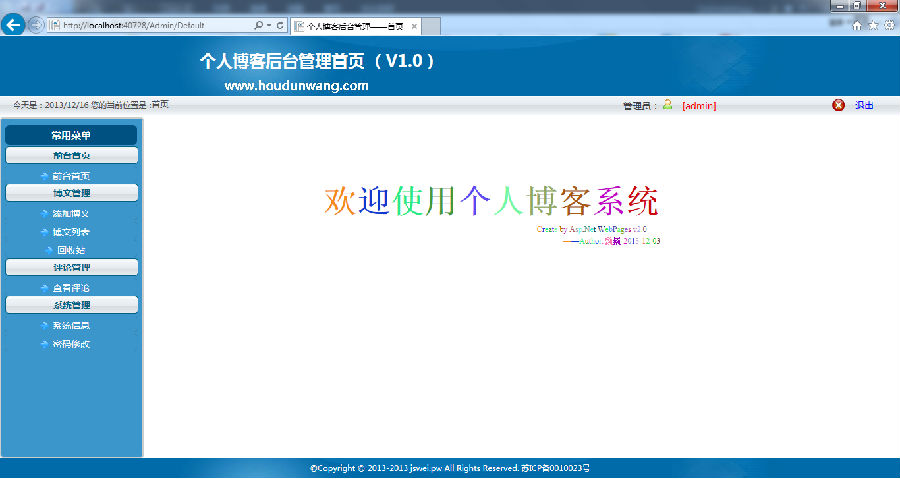 http://localhost:40728/Admin/Default
个人博客后台管理——首页
个人博客后台管理首页 （V1.0 ）
www.houdunwang.com
今天是：2013/12/16 您的当前位置是 :首页
管理员： [admin]
退出
常用菜单
前台首页
前台首页
博文管理
添加博文
博文列表
回收站
评论管理
查看评论
系统管理
系统信息
密码修改
欢迎使用个人博客系统
Create by Asp.Net WebPages v2.0
——Author: 2013-12-03
©Copyright © 2013-2013 jswei.pw All Rights Reserved. 苏ICP备0010023号